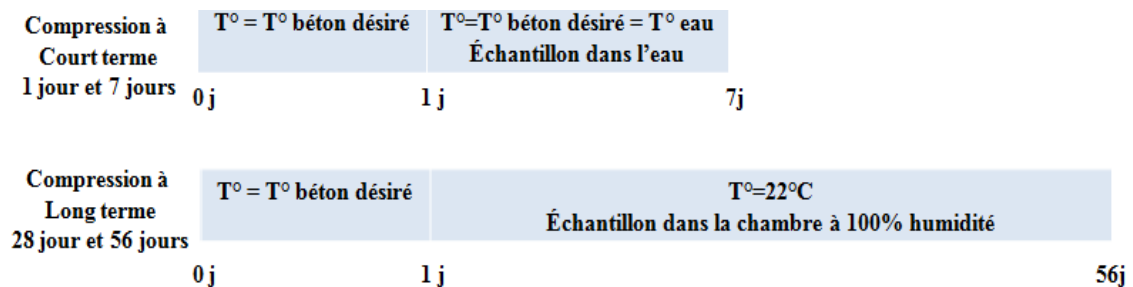 Compression à
Court terme
1 jour et 7 jours
T° = T° béton désiré
T°=T° béton désiré = T° eau
Échantillon dans l'eau
0 j
1 j
7j
Compression à
Long terme
28 jour et 56 jours
T° = T° béton désiré
T°=22°C
Échantillon dans la chambre à 100% humidité
0 j
1 j
56j